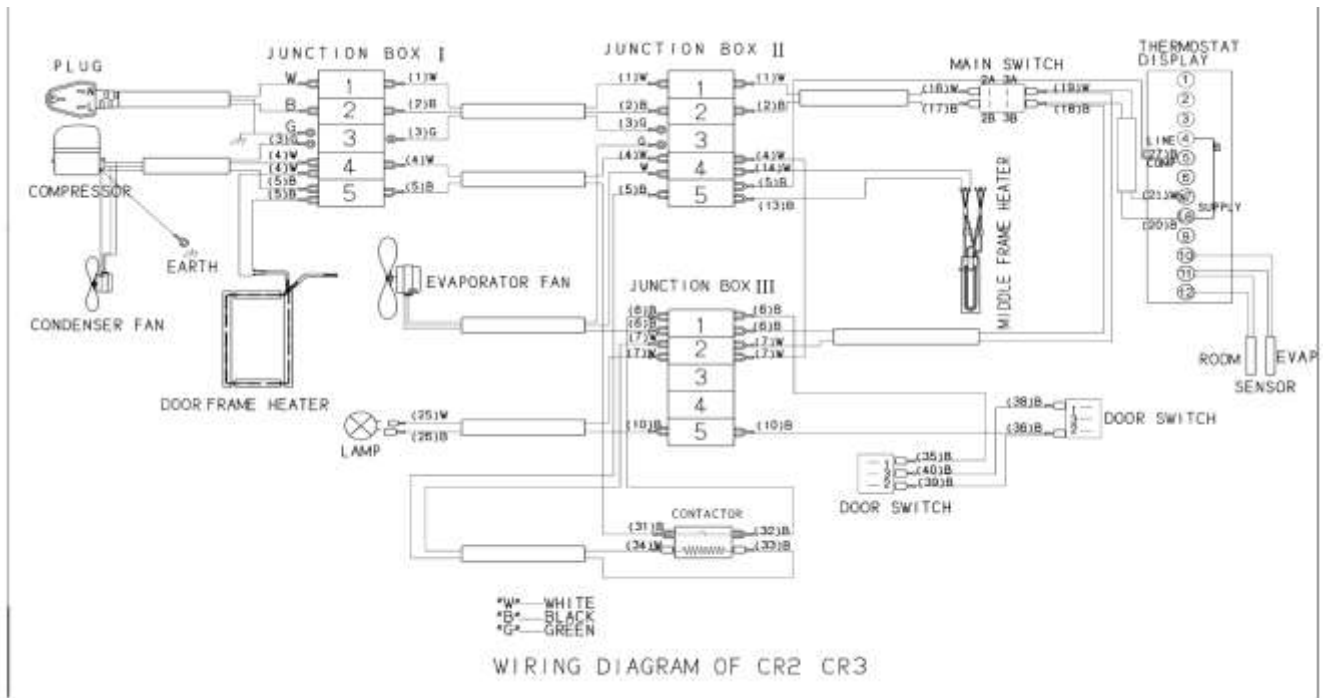 JUNCTION BOX I
JUNCTION BOX II
THERMOSTAT
DISPLAY
PLUG
MAIN SWITCH
W 1 (1)W (1)W 1 (1)W
2A 3A
(16)W (19)W
B 2 (2)B (2)B 2 (2)B
(17)B (18)B
2B 3B
G 3 (3)G (3)G 3
(3)G G
(4)W 4 (4)W (4)W 4 (4)W
(4)W W (14)W
(5)B 5 (5)B (5)B 5 (5)B
(5)B (13)B
1
2
3
LINE 4 B
(27)B COMP 5
6
(21)W 7
SUPPLY
(20)B 8
9
10
11
12
COMPRESSOR
EARTH
CONDENSER FAN
DOOR FRAME HEATER
EVAPORATOR FAN
MIDDLE FRAME HEATER
JUNCTION BOX III
(6)B 1 (6)B
(6)B (6)B
(7)W 2 (7)W
(7)W (7)W
3
4
(10)B 5 (10)B
ROOM EVAP
SENSOR
LAMP
(25)W
(26)B
(38)B 1
(36)B 2
DOOR SWITCH
(35)B 1
(40)B
(39)B 2
DOOR SWITCH
CONTACTOR
(31)B (32)B
(34)W (33)B
"W"——WHITE
"B"——BLACK
"G"——GREEN
WIRING DIAGRAM OF CR2 CR3